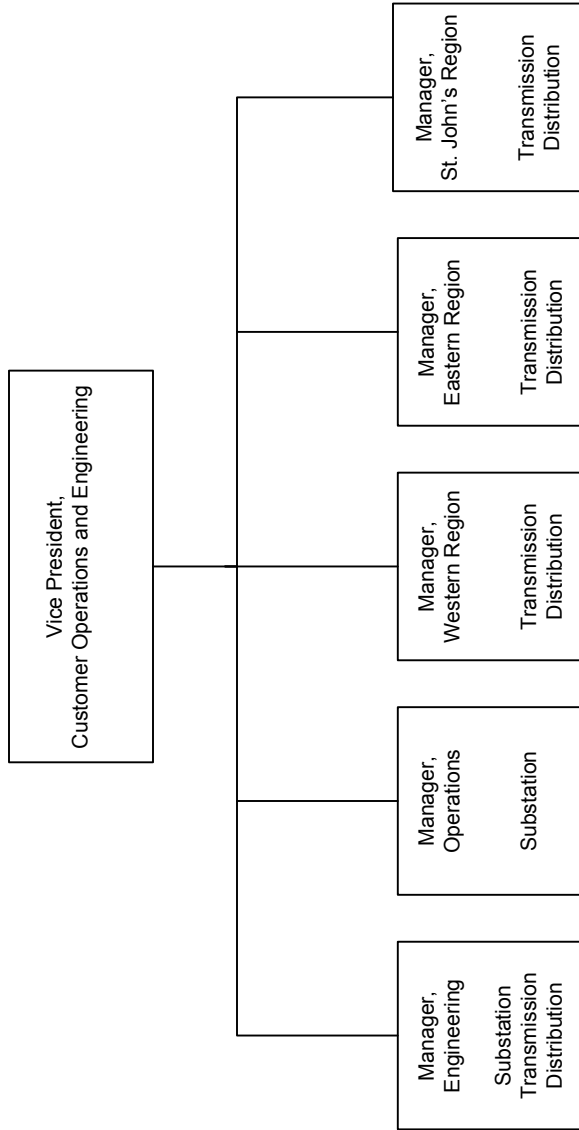 Vice President,
Customer Operations and Engineering
Manager,
Engineering
Substation
Transmission
Distribution
Manager,
Operations
Substation
Manager,
Western Region
Transmission
Distribution
Manager,
Eastern Region
Transmission
Distribution
Manager,
St. John’s Region
Transmission
Distribution